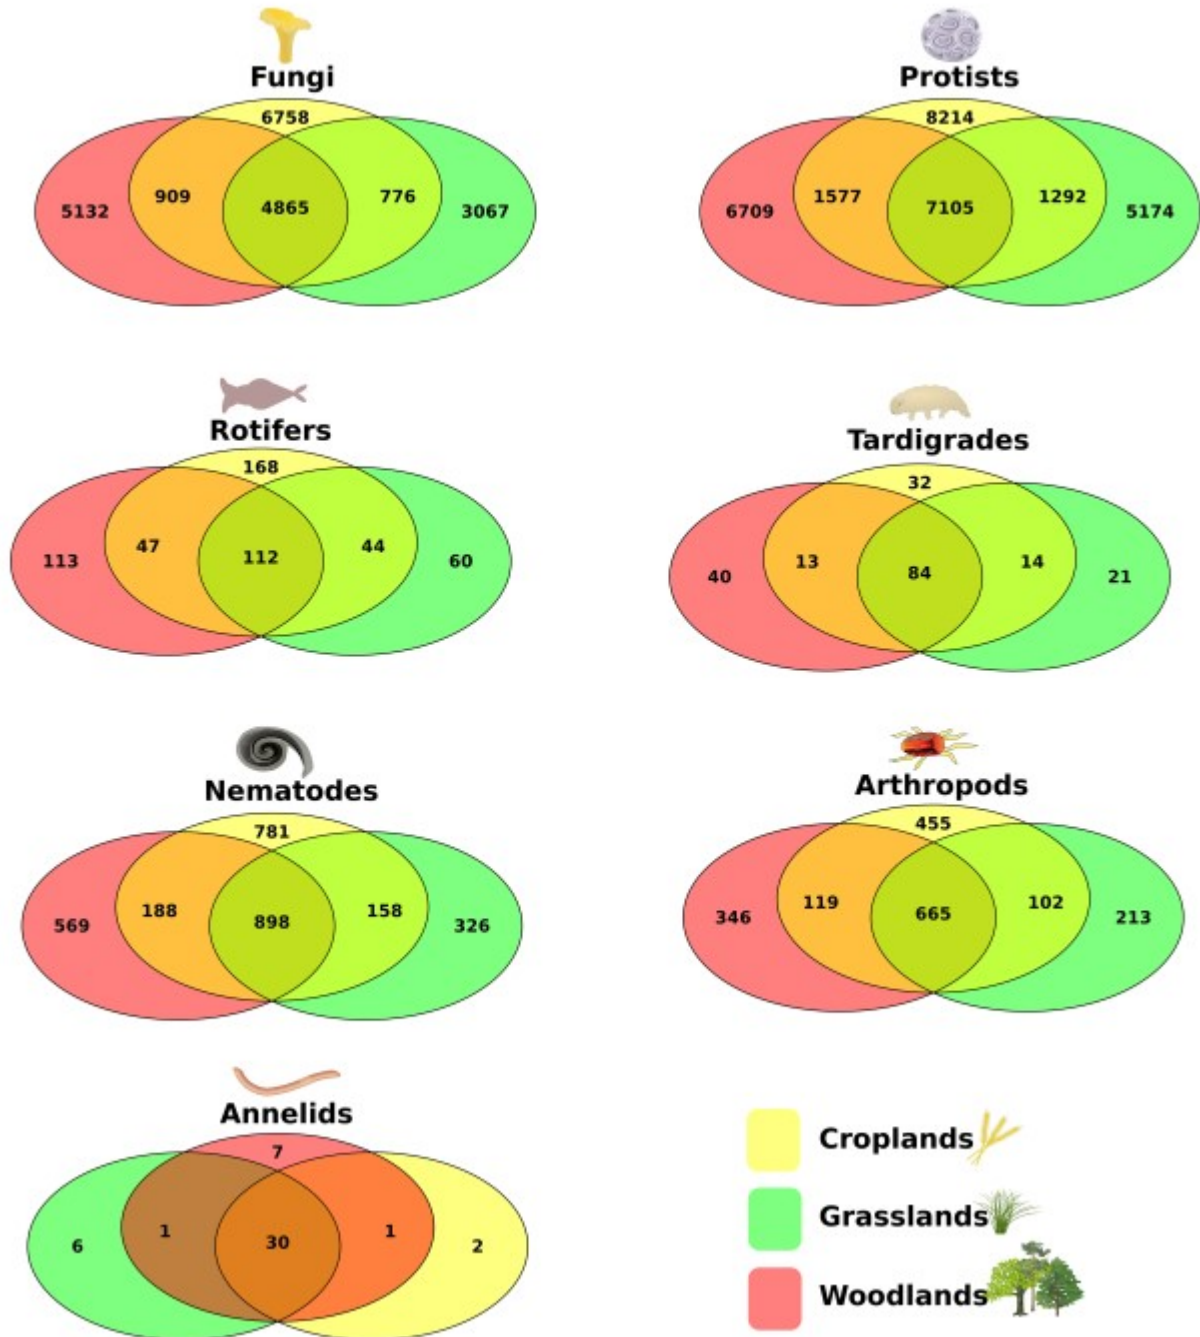 Fungi
6758
5132 909 4865 776 3067
Protists
8214
6709 1577 7105 1292 5174
Rotifers
168
113 47 112 44 60
Tardigrades
32
40 13 84 14 21
Nematodes
781
569 188 898 158 326
Arthropods
455
346 119 665 102 213
Annelids
7
6 1 30 1 2
Croplands
Grasslands
Woodlands